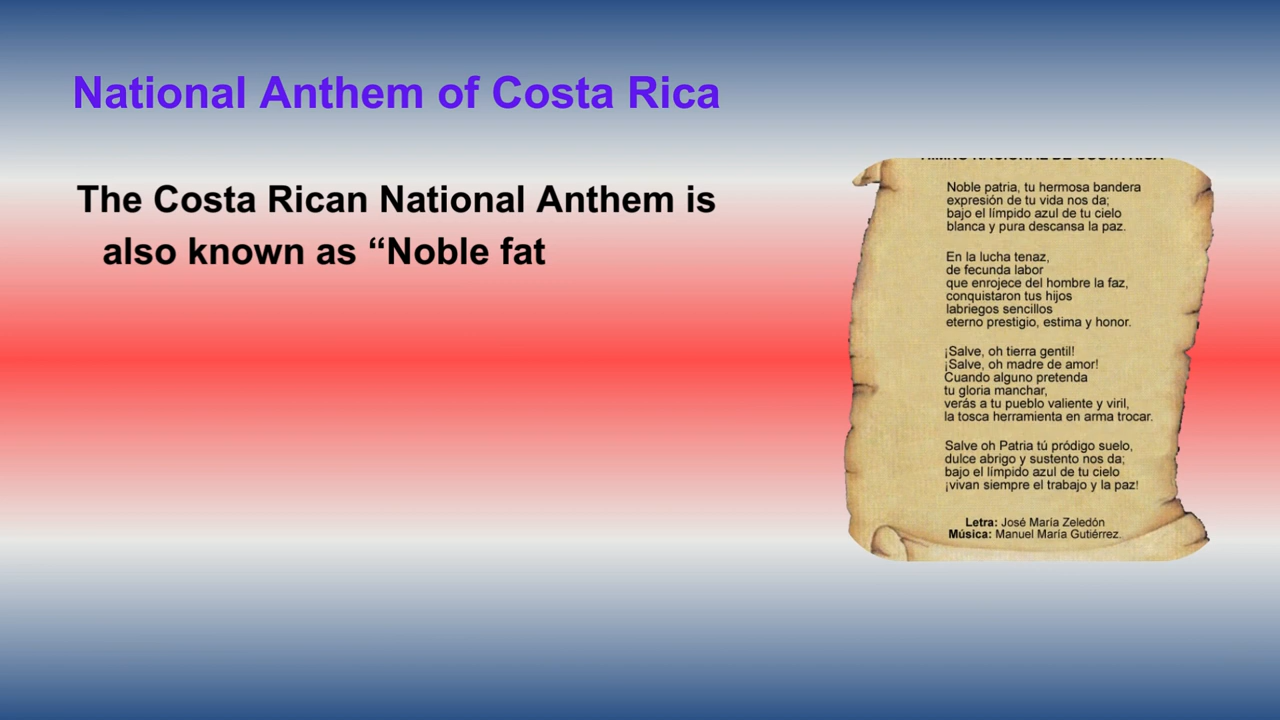 National Anthem of Costa Rica
The Costa Rican National Anthem is
also known as “Noble fat
HIMNO NACIONAL DE COSTA RICA
Noble patria, tu hermosa bandera
expresión de tu vida nos da;
bajo el límpido azul de tu cielo
blanca y pura descansa la paz.
En la lucha tenaz,
de fecunda labor
que enrojece del hombre la faz,
conquistaron tus hijos
labriegos sencillos
eterno prestigio, estima y honor.
¡Salve, oh tierra gentil!
¡Salve, oh madre de amor!
Cuando alguno pretenda
tu gloria manchar,
verás a tu pueblo valiente y viril,
la tosca herramienta en arma trocar.
Salve oh Patria tú pródigo suelo,
dulce abrigo y sustento nos da;
bajo el límpido azul de tu cielo
¡vivan siempre el trabajo y la paz!
Letra: José María Zeledón
Música: Manuel María Gutiérrez.